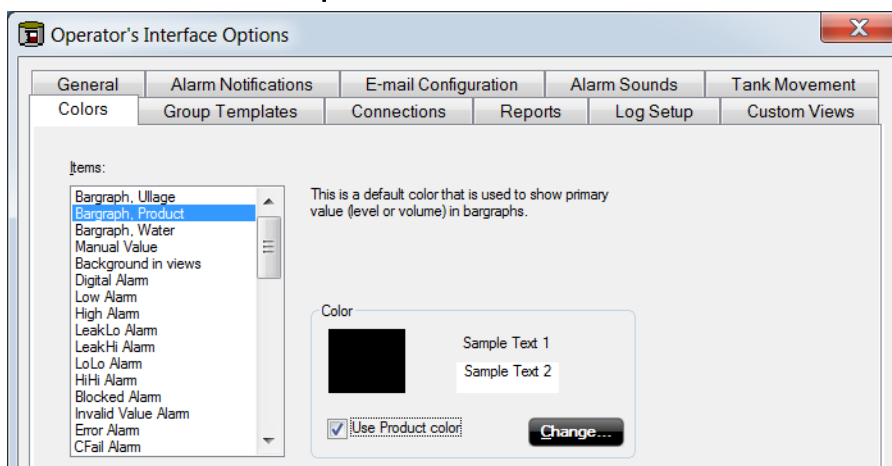 Operator's Interface Options
X
General
Alarm Notifications
E-mail Configuration
Alarm Sounds
Tank Movement
Colors
Group Templates
Connections
Reports
Log Setup
Custom Views
Items:
Bargraph, Ullage
Bargraph, Product
Bargraph, Water
Manual Value
Background in views
Digital Alarm
Low Alarm
High Alarm
LeakLo Alarm
LeakHi Alarm
LoLo Alarm
HiHi Alarm
Blocked Alarm
Invalid Value Alarm
Error Alarm
CFail Alarm
This is a default color that is used to show primary
value (level or volume) in bargraphs.
Color
Sample Text 1
Sample Text 2
Use Product color
Change...